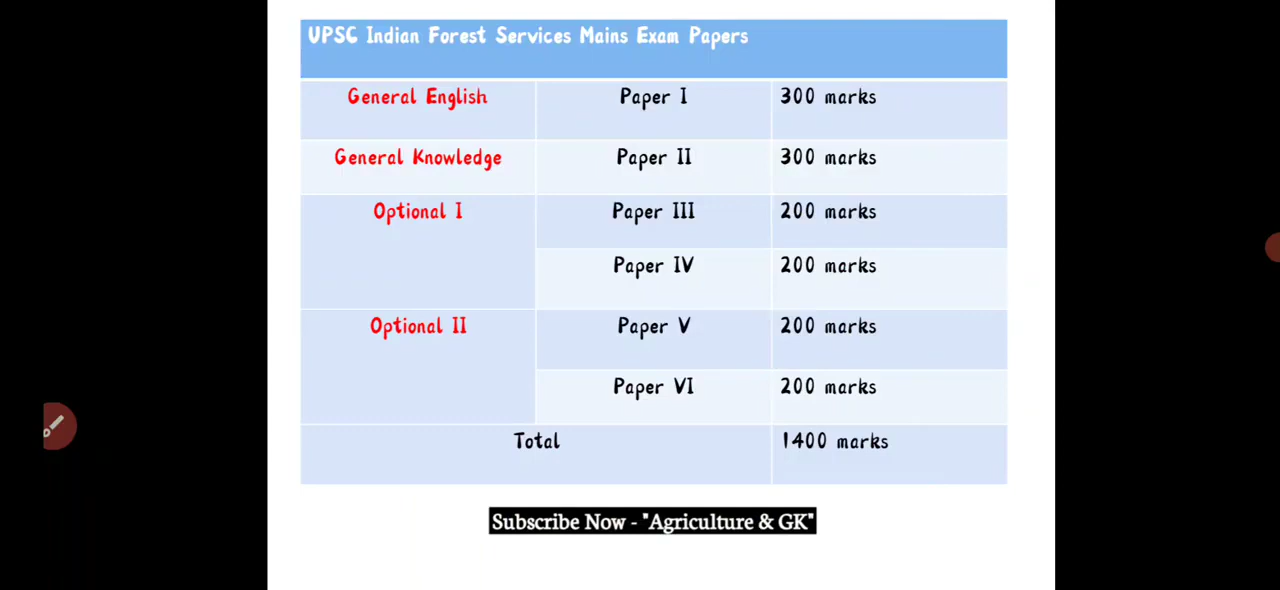 UPSC Indian Forest Services Mains Exam Papers
General English Paper I 300 marks
General Knowledge Paper II 300 marks
Optional I Paper III 200 marks
Paper IV 200 marks
Optional II Paper V 200 marks
Paper VI 200 marks
Total 1400 marks
Subscribe Now - "Agriculture & GK"